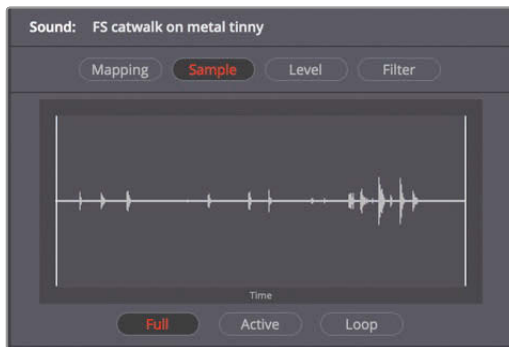 Sound: FS catwalk on metal tinny
Mapping Sample Level Filter
Time
Full Active Loop